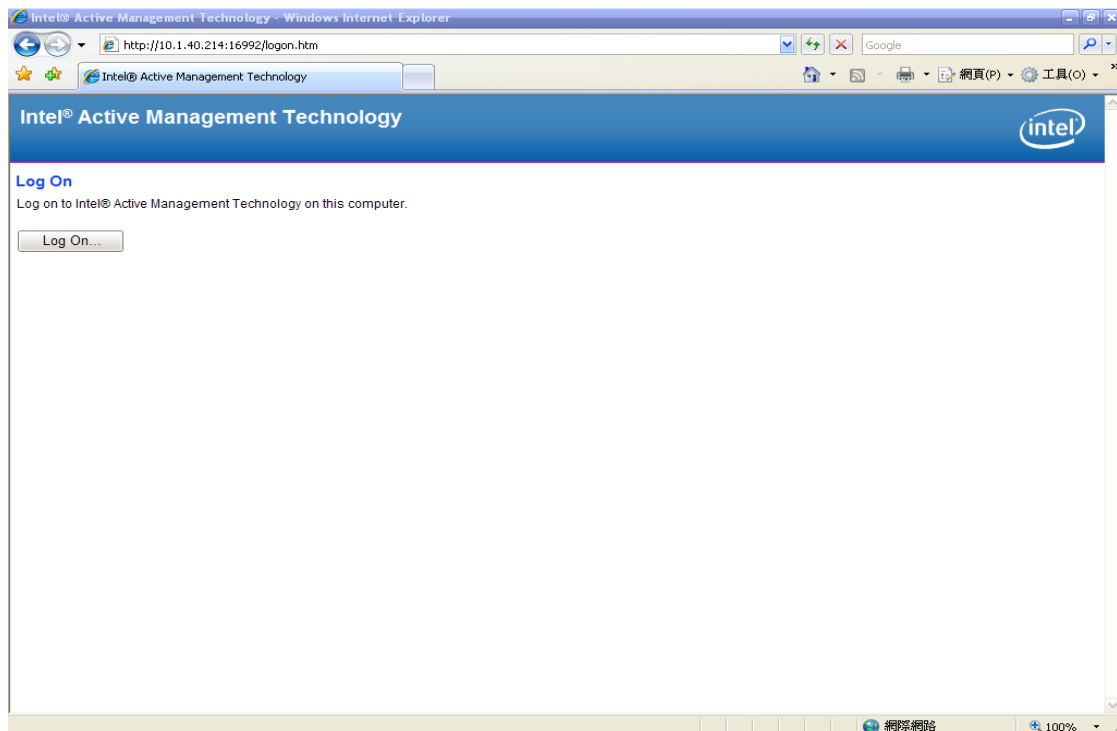 Intel® Active Management Technology - Windows Internet Explorer
http://10.1.40.214:16992/logon.htm
Google
Intel® Active Management Technology
網頁(P)
工具(O)
Intel® Active Management Technology
intel
Log On
Log on to Intel® Active Management Technology on this computer.
Log On...
網際網路
100%